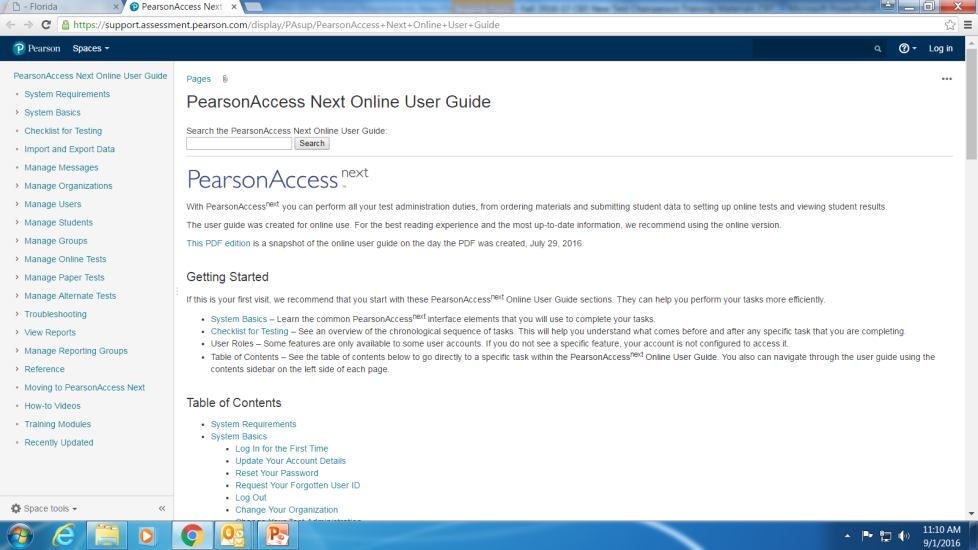 - Florida
PearsonAccess Next
https://support.assessment.pearson.com/display/PAsup/PearsonAccess+Next+Online+User+Guide
Pearson Spaces
Log in
PearsonAccess Next Online User Guide
System Requirements
System Basics
Checklist for Testing
Import and Export Data
Manage Messages
Manage Organizations
Manage Users
Manage Students
Manage Groups
Manage Online Tests
Manage Paper Tests
Manage Alternate Tests
Troubleshooting
View Reports
Manage Reporting Groups
Reference
Moving to PearsonAccess Next
How-to Videos
Training Modules
Recently Updated
Space tools
Pages
PearsonAccess Next Online User Guide
Search the PearsonAccess Next Online User Guide:
Search
PearsonAccess next ™
With PearsonAccessnext you can perform all your test administration duties, from ordering materials and submitting student data to setting up online tests and viewing student results.
The user guide was created for online use. For the best reading experience and the most up-to-date information, we recommend using the online version.
This PDF edition is a snapshot of the online user guide on the day the PDF was created, July 29, 2016.
Getting Started
If this is your first visit, we recommend that you start with these PearsonAccessnext Online User Guide sections. They can help you perform your tasks more efficiently.
System Basics – Learn the common PearsonAccessnext interface elements that you will use to complete your tasks.
Checklist for Testing – See an overview of the chronological sequence of tasks. This will help you understand what comes before and after any specific task that you are completing.
User Roles – Some features are only available to some user accounts. If you do not see a specific feature, your account is not configured to access it.
Table of Contents – See the table of contents below to go directly to a specific task within the PearsonAccessnext Online User Guide. You also can navigate through the user guide using the
contents sidebar on the left side of each page.
Table of Contents
System Requirements
System Basics
Log In for the First Time
Update Your Account Details
Reset Your Password
Request Your Forgotten User ID
Log Out
Change Your Organization
11:10 AM
9/1/2016